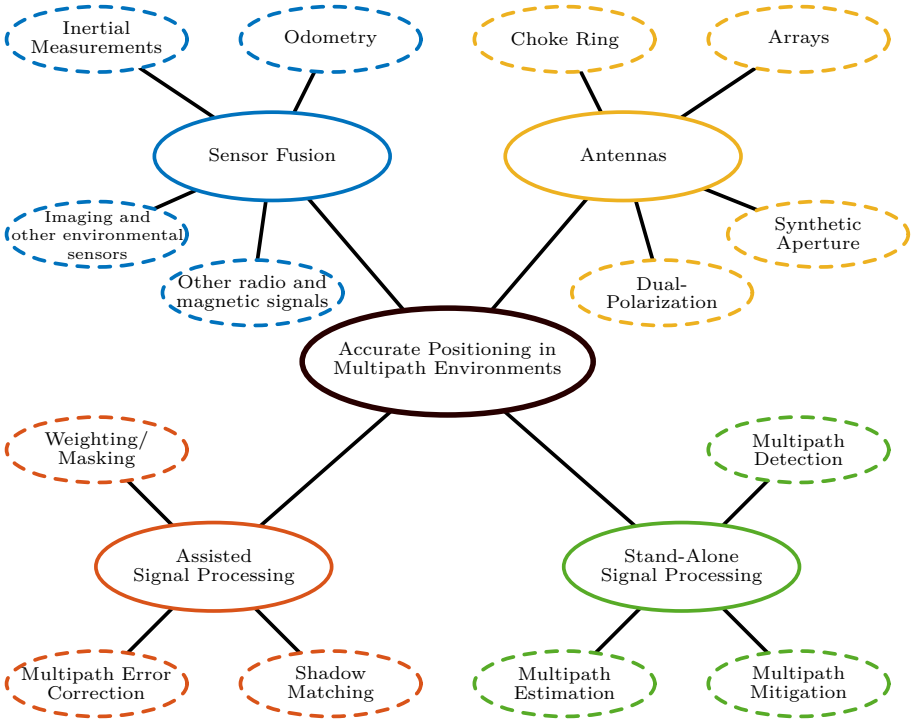 Inertial
Measurements
Odometry
Choke Ring
Arrays
Sensor Fusion
Antennas
Imaging and
other environmental
sensors
Synthetic
Aperture
Other radio and
magnetic signals
Dual-
Polarization
Accurate Positioning in
Multipath Environments
Weighting/
Masking
Multipath
Detection
Assisted
Signal Processing
Stand-Alone
Signal Processing
Multipath Error
Correction
Shadow
Matching
Multipath
Estimation
Multipath
Mitigation